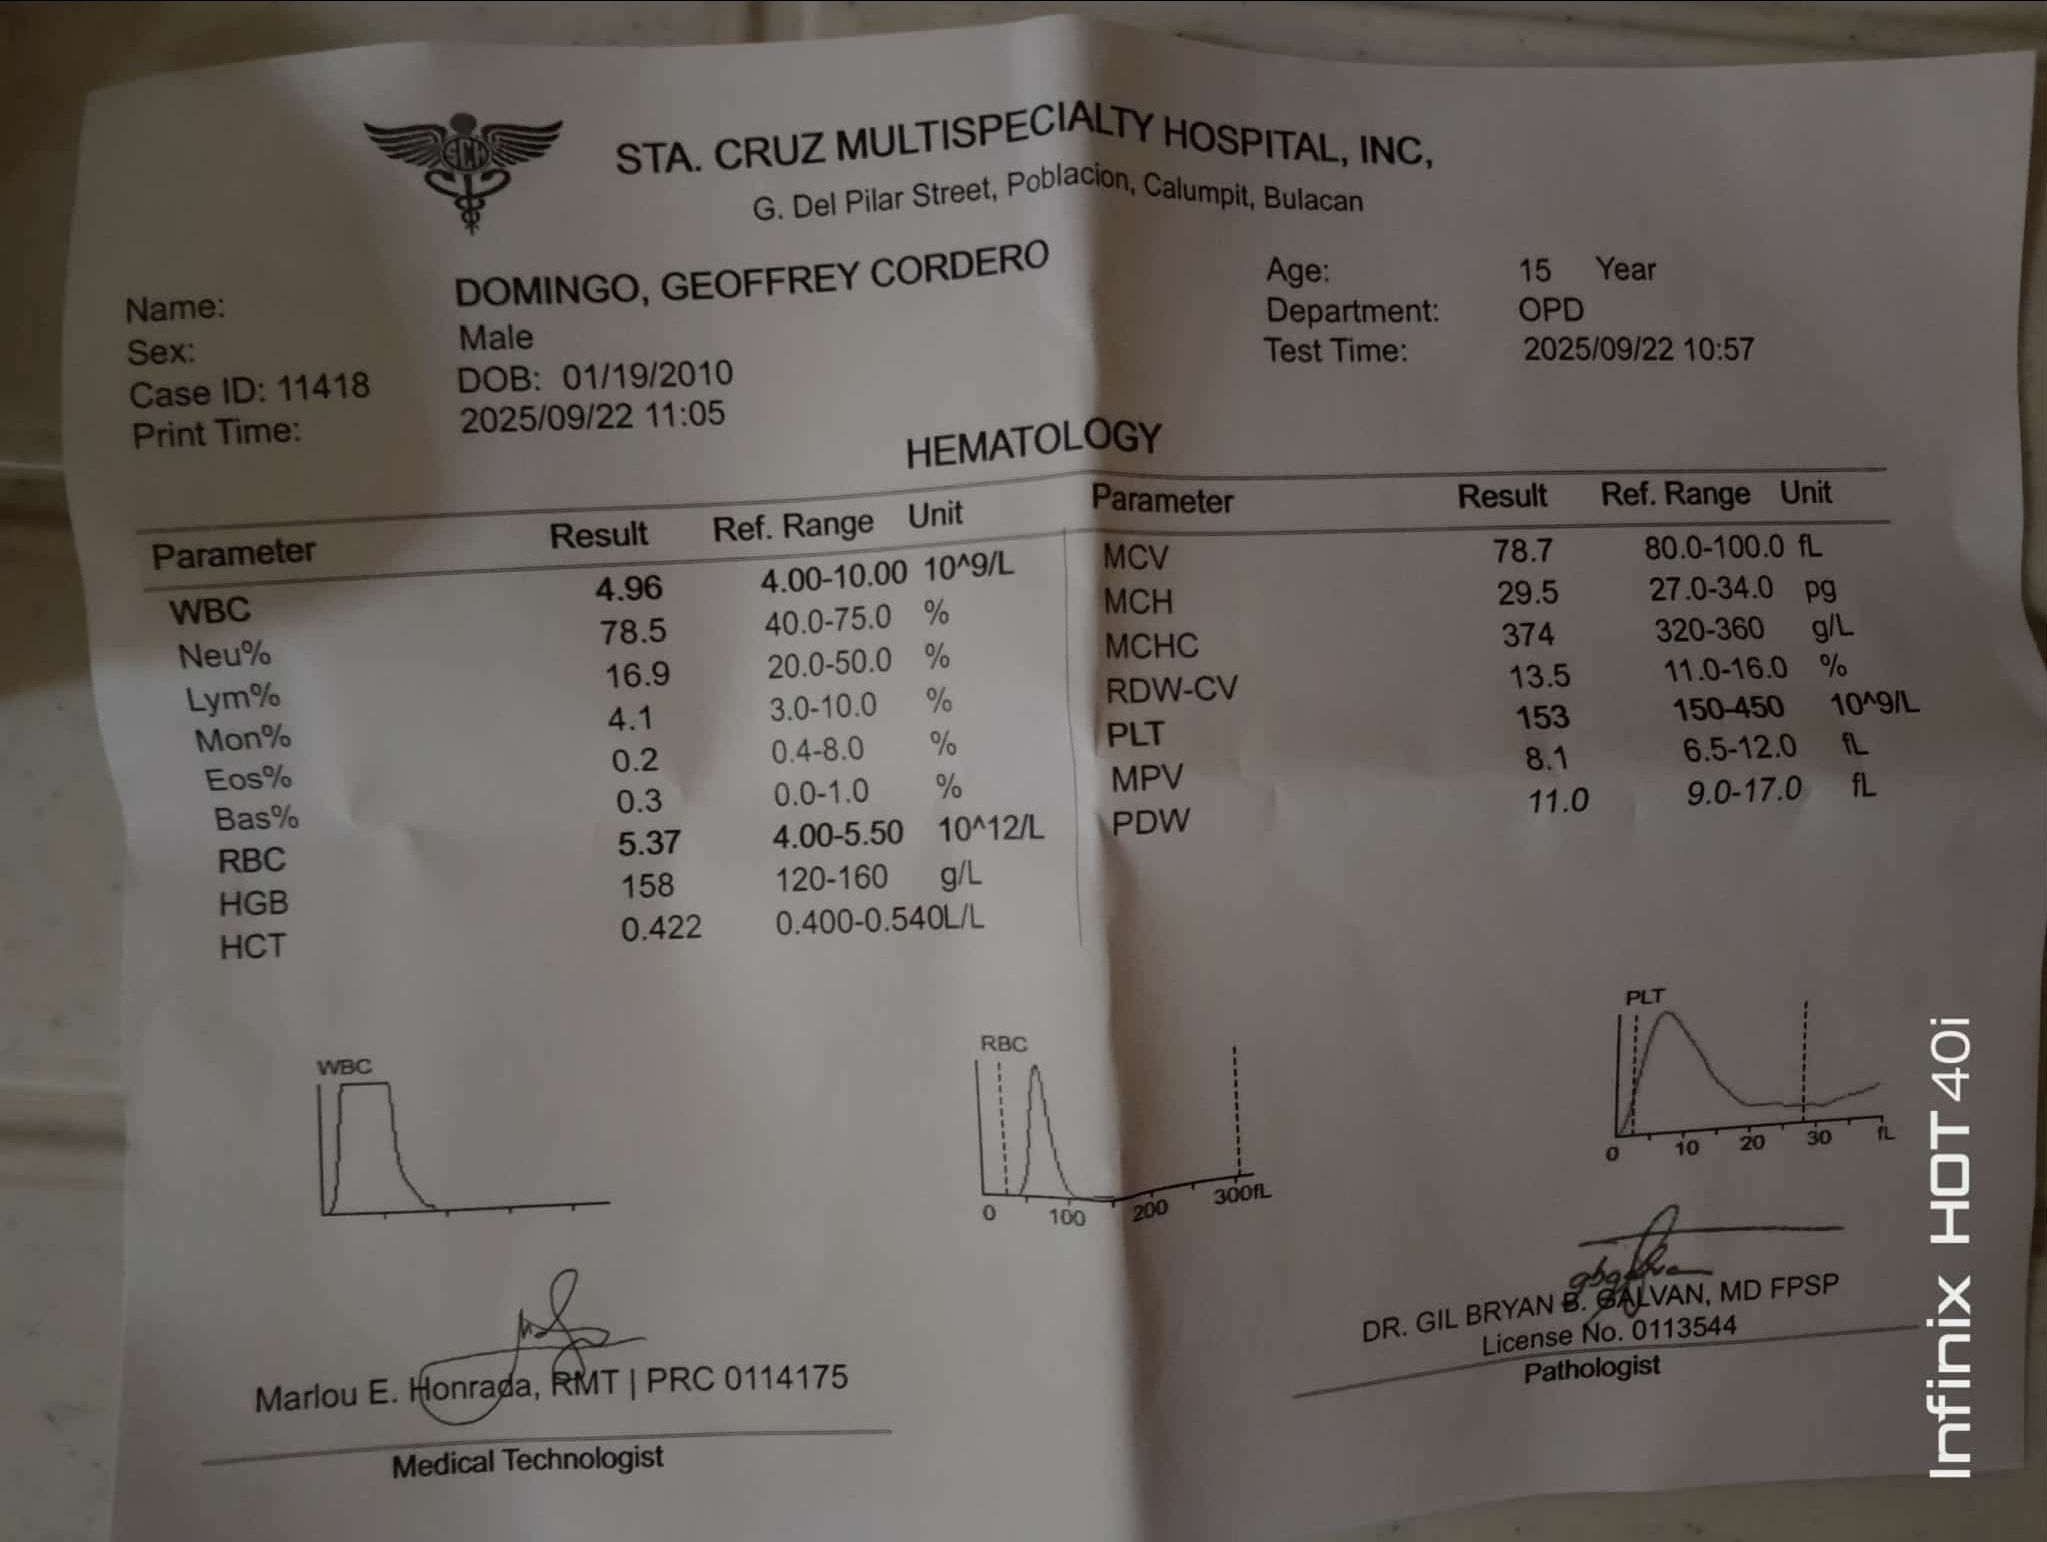 STA. CRUZ MULTISPECIALTY HOSPITAL, INC,
G. Del Pilar Street, Poblacion, Calumpit, Bulacan
Name: DOMINGO, GEOFFREY CORDERO Age: 15 Year
Sex: Male Department: OPD
Case ID: 11418 DOB: 01/19/2010 Test Time: 2025/09/22 10:57
Print Time: 2025/09/22 11:05
HEMATOLOGY
Parameter Result Ref. Range Unit Parameter Result Ref. Range Unit
WBC 4.96 4.00-10.00 10^9/L MCV 78.7 80.0-100.0 fL
Neu% 78.5 40.0-75.0 % MCH 29.5 27.0-34.0 pg
Lym% 16.9 20.0-50.0 % MCHC 374 320-360 g/L
Mon% 4.1 3.0-10.0 % RDW-CV 13.5 11.0-16.0 %
Eos% 0.2 0.4-8.0 % PLT 153 150-450 10^9/L
Bas% 0.3 0.0-1.0 % MPV 8.1 6.5-12.0 fL
RBC 5.37 4.00-5.50 10^12/L PDW 11.0 9.0-17.0 fL
HGB 158 120-160 g/L
HCT 0.422 0.400-0.540L/L
WBC
RBC
0 100 200 300fL
PLT
0 10 20 30 fL
Marlou E. Honrada, RMT | PRC 0114175
Medical Technologist
DR. GIL BRYAN B. GALVAN, MD FPSP
License No. 0113544
Pathologist
Infinix HOT 40i